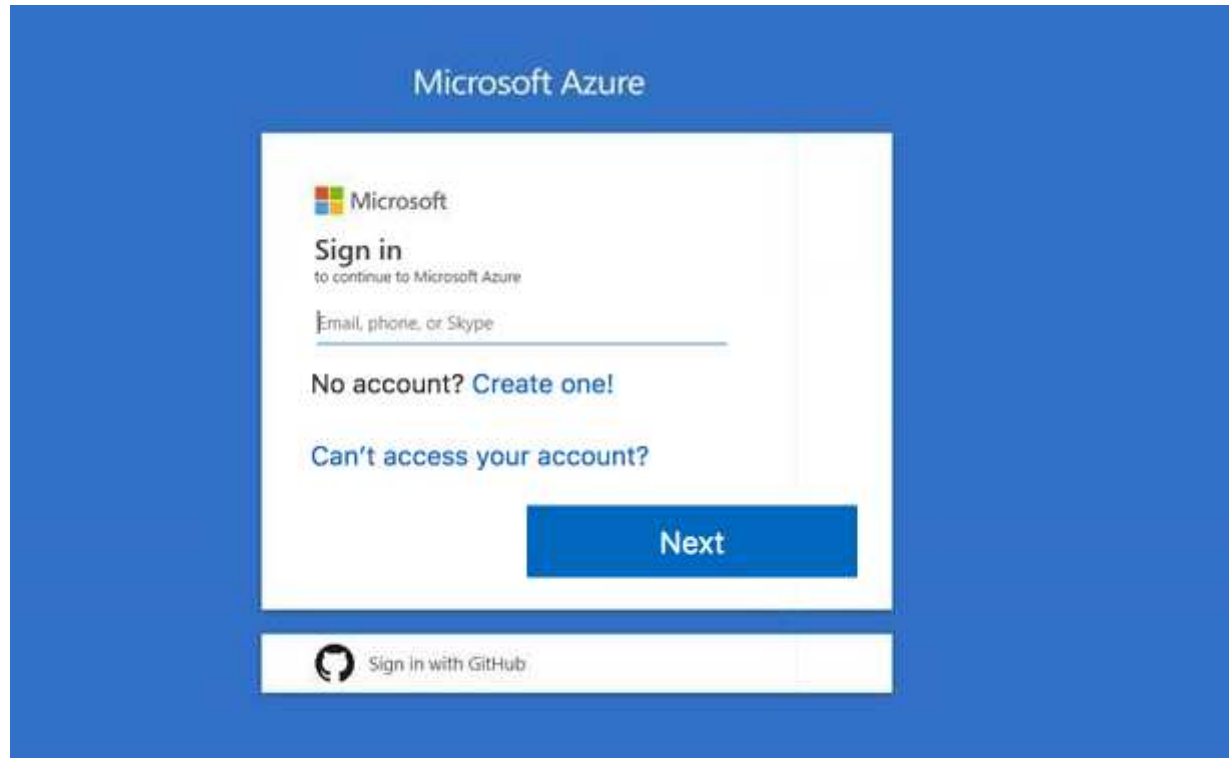 Microsoft Azure
Microsoft
Sign in
to continue to Microsoft Azure
Email, phone, or Skype
No account? Create one!
Can't access your account?
Next
Sign in with GitHub